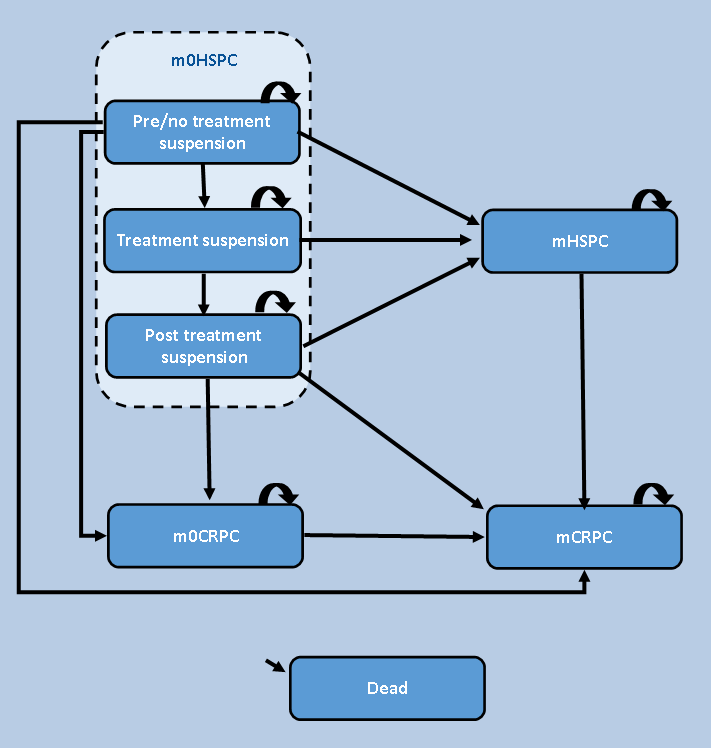 m0HSPC
Pre/no treatment
suspension
Treatment suspension
mHSPC
Post treatment
suspension
m0CRPC
mCRPC
Dead